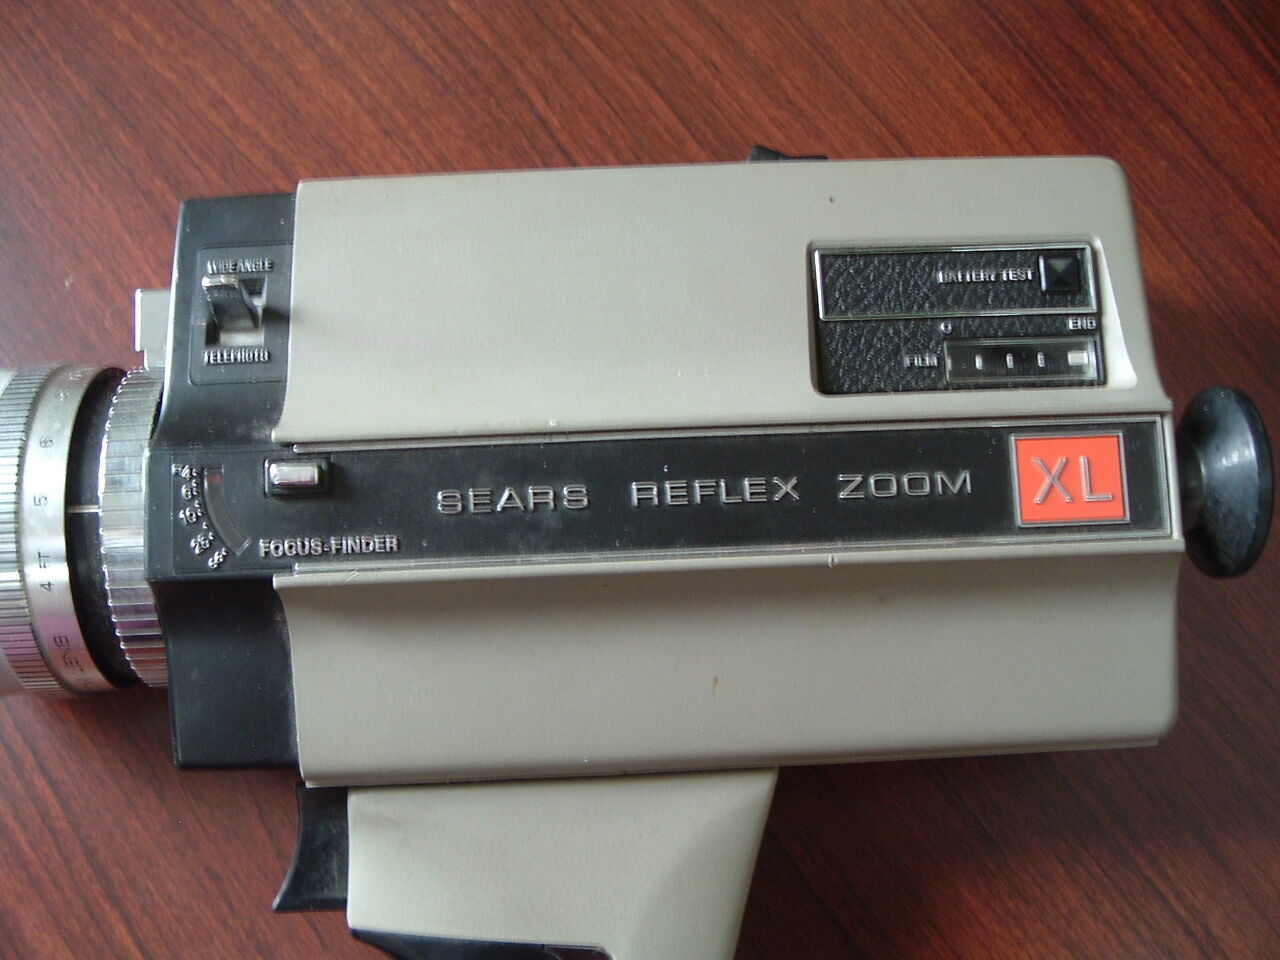 WIDE ANGLE
TELEPHOTO
BATTERY TEST
0 END
FILM
SEARS REFLEX ZOOM XL
FOCUS-FINDER
6
5
4 FT
LENS